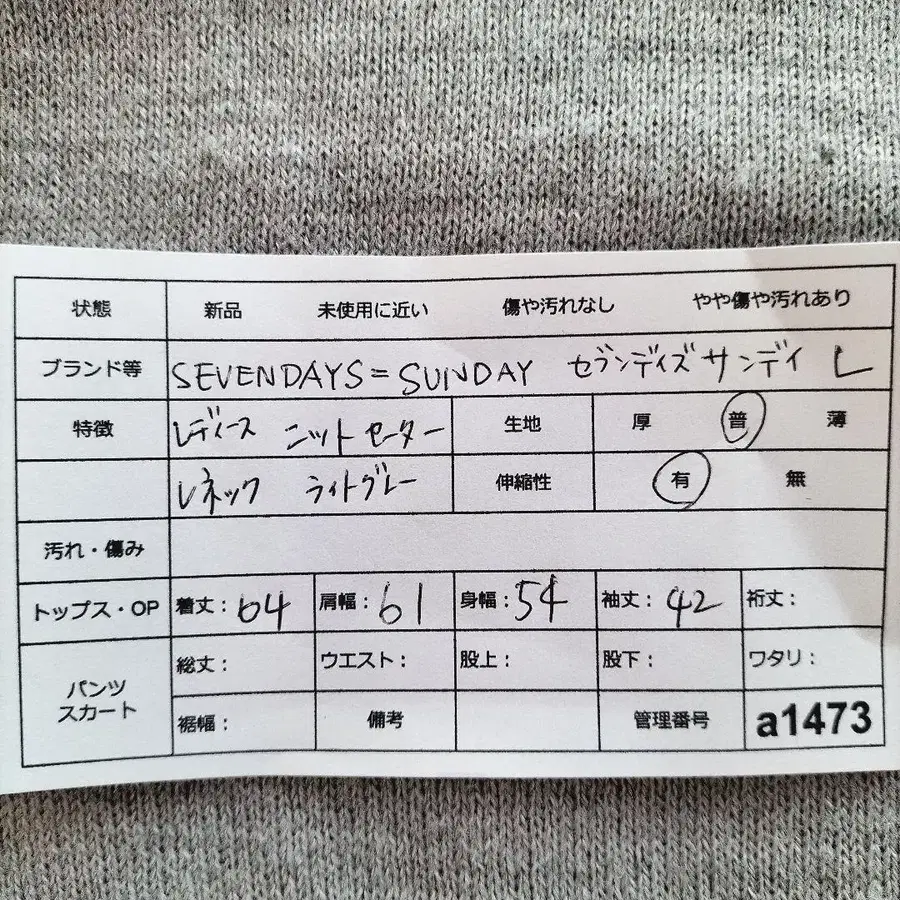 状態 新品 未使用に近い 傷や汚れなし やや傷や汚れあり
ブランド等 SEVENDAYS=SUNDAY セブンデイズサンデイ L
特徴 レディース ニットセーター 生地 厚 普 薄
Vネック ライトグレー 伸縮性 有 無
汚れ・傷み
トップス・OP 着丈: 64 肩幅: 61 身幅: 54 袖丈: 42 裄丈:
パンツ スカート 総丈: ウエスト: 股上: 股下: ワタリ:
裾幅: 備考 管理番号 a1473